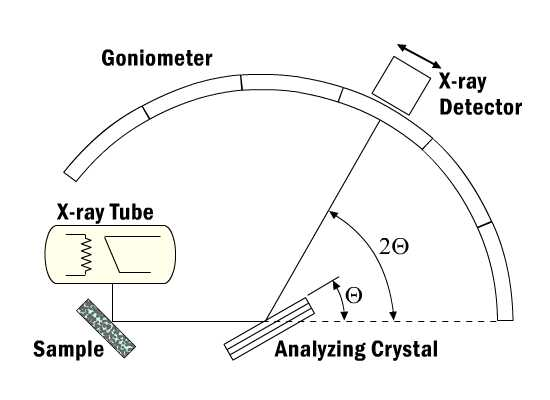 Goniometer
X-ray
Detector
X-ray Tube
2Θ
Θ
Sample
Analyzing Crystal